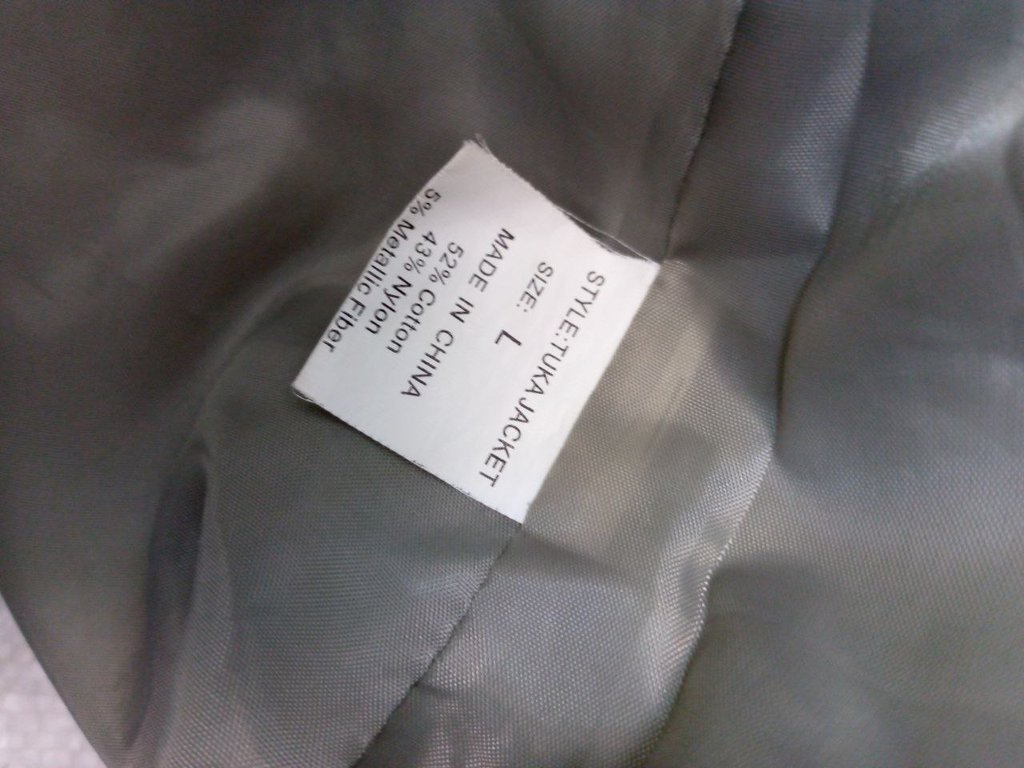 STYLE:TUKA JACKET
SIZE: L
MADE IN CHINA
52% Cotton
43% Nylon
5% Metallic Fiber